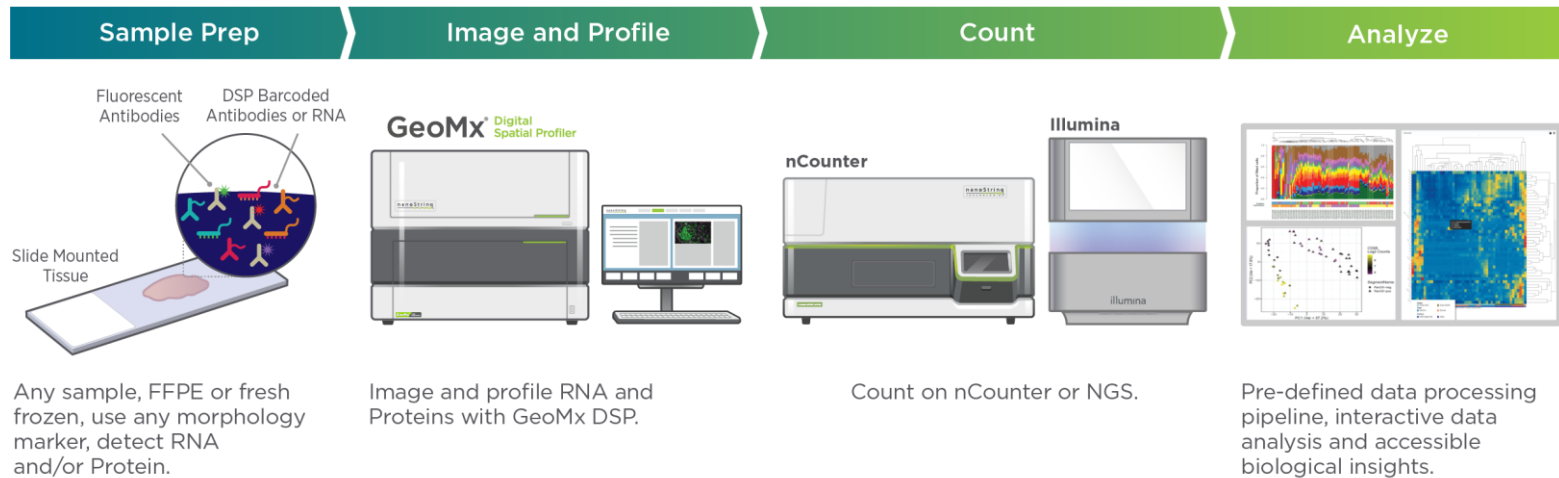 Sample Prep
Image and Profile
Count
Analyze
Fluorescent
Antibodies
DSP Barcoded
Antibodies or RNA
Slide Mounted
Tissue
GeoMx® Digital
Spatial Profiler
nanoString
nCounter
nanoString
Illumina
illumina
Any sample, FFPE or fresh
frozen, use any morphology
marker, detect RNA
and/or Protein.
Image and profile RNA and
Proteins with GeoMx DSP.
Count on nCounter or NGS.
Pre-defined data processing
pipeline, interactive data
analysis and accessible
biological insights.